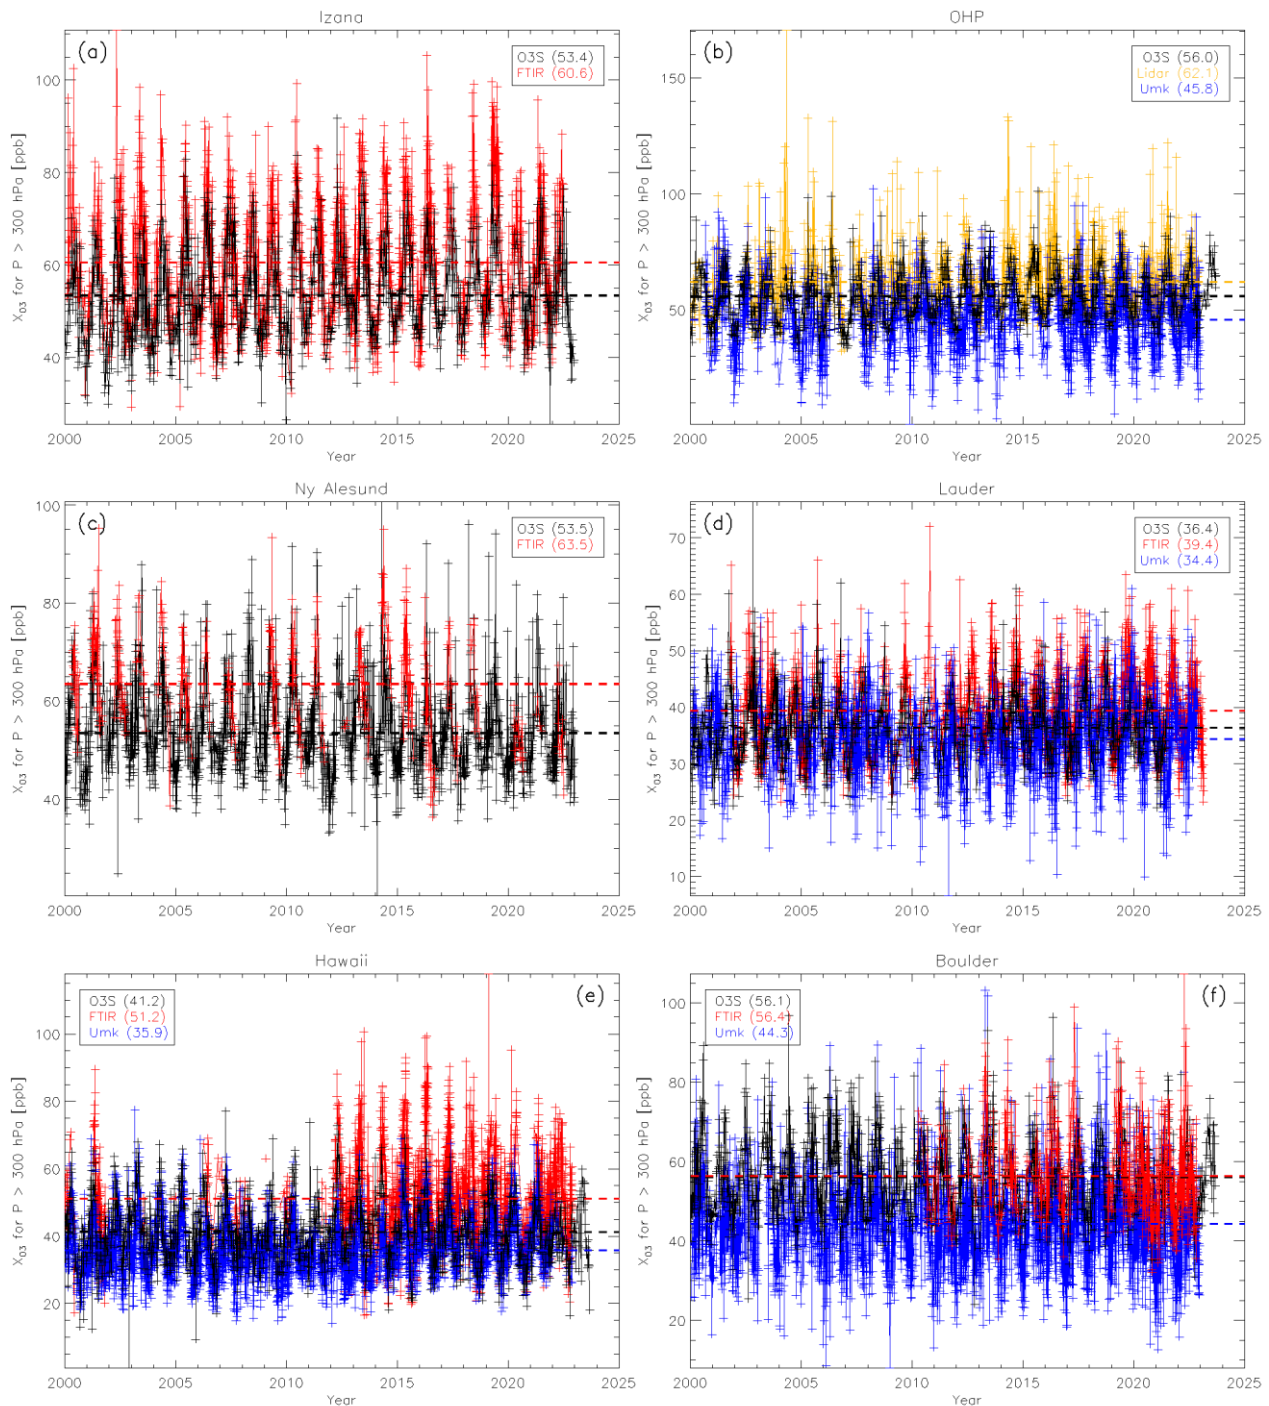 Izana
(a)
O3S (53.4)
FTIR (60.6)
100
80
60
40
X_O3 for P > 300 hPa [ppb]
2000 2005 2010 2015 2020 2025
Year
OHP
(b)
O3S (56.0)
Lidar (62.1)
Umk (45.8)
150
100
50
X_O3 for P > 300 hPa [ppb]
2000 2005 2010 2015 2020 2025
Year
Ny Alesund
(c)
O3S (53.5)
FTIR (63.5)
100
80
60
40
X_O3 for P > 300 hPa [ppb]
2000 2005 2010 2015 2020 2025
Year
Lauder
(d)
O3S (36.4)
FTIR (39.4)
Umk (34.4)
70
60
50
40
30
20
10
X_O3 for P > 300 hPa [ppb]
2000 2005 2010 2015 2020 2025
Year
Hawaii
(e)
O3S (41.2)
FTIR (51.2)
Umk (35.9)
100
80
60
40
20
X_O3 for P > 300 hPa [ppb]
2000 2005 2010 2015 2020 2025
Year
Boulder
(f)
O3S (56.1)
FTIR (56.4)
Umk (44.3)
100
80
60
40
20
X_O3 for P > 300 hPa [ppb]
2000 2005 2010 2015 2020 2025
Year